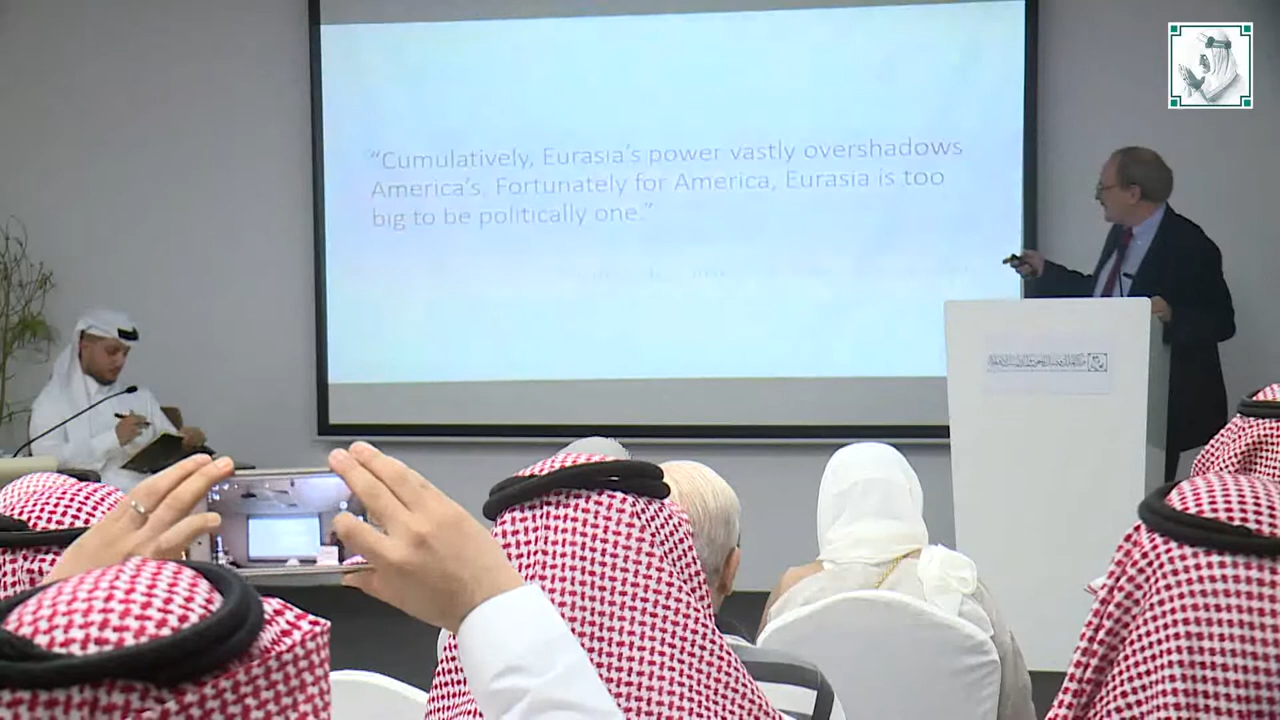 “Cumulatively, Eurasia’s power vastly overshadows
America’s. Fortunately for America, Eurasia is too
big to be politically one.”